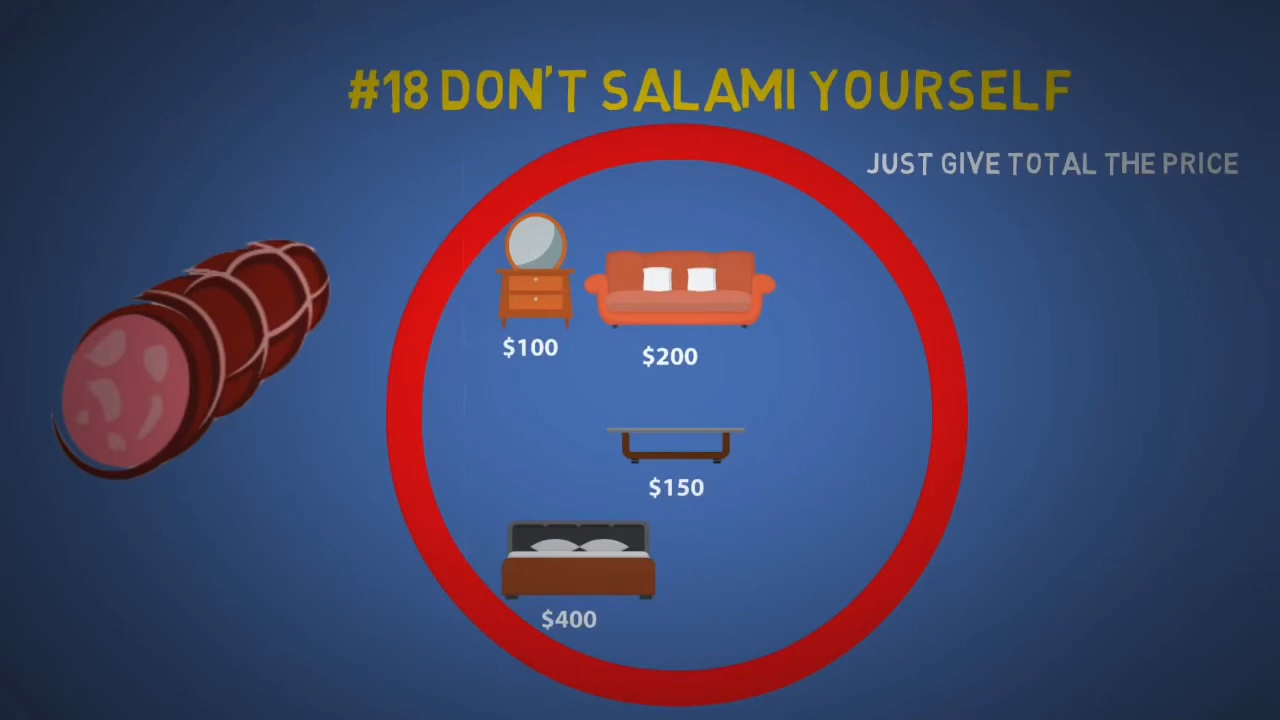 #18 DON'T SALAMI YOURSELF
JUST GIVE TOTAL THE PRICE
$100
$200
$150
$400